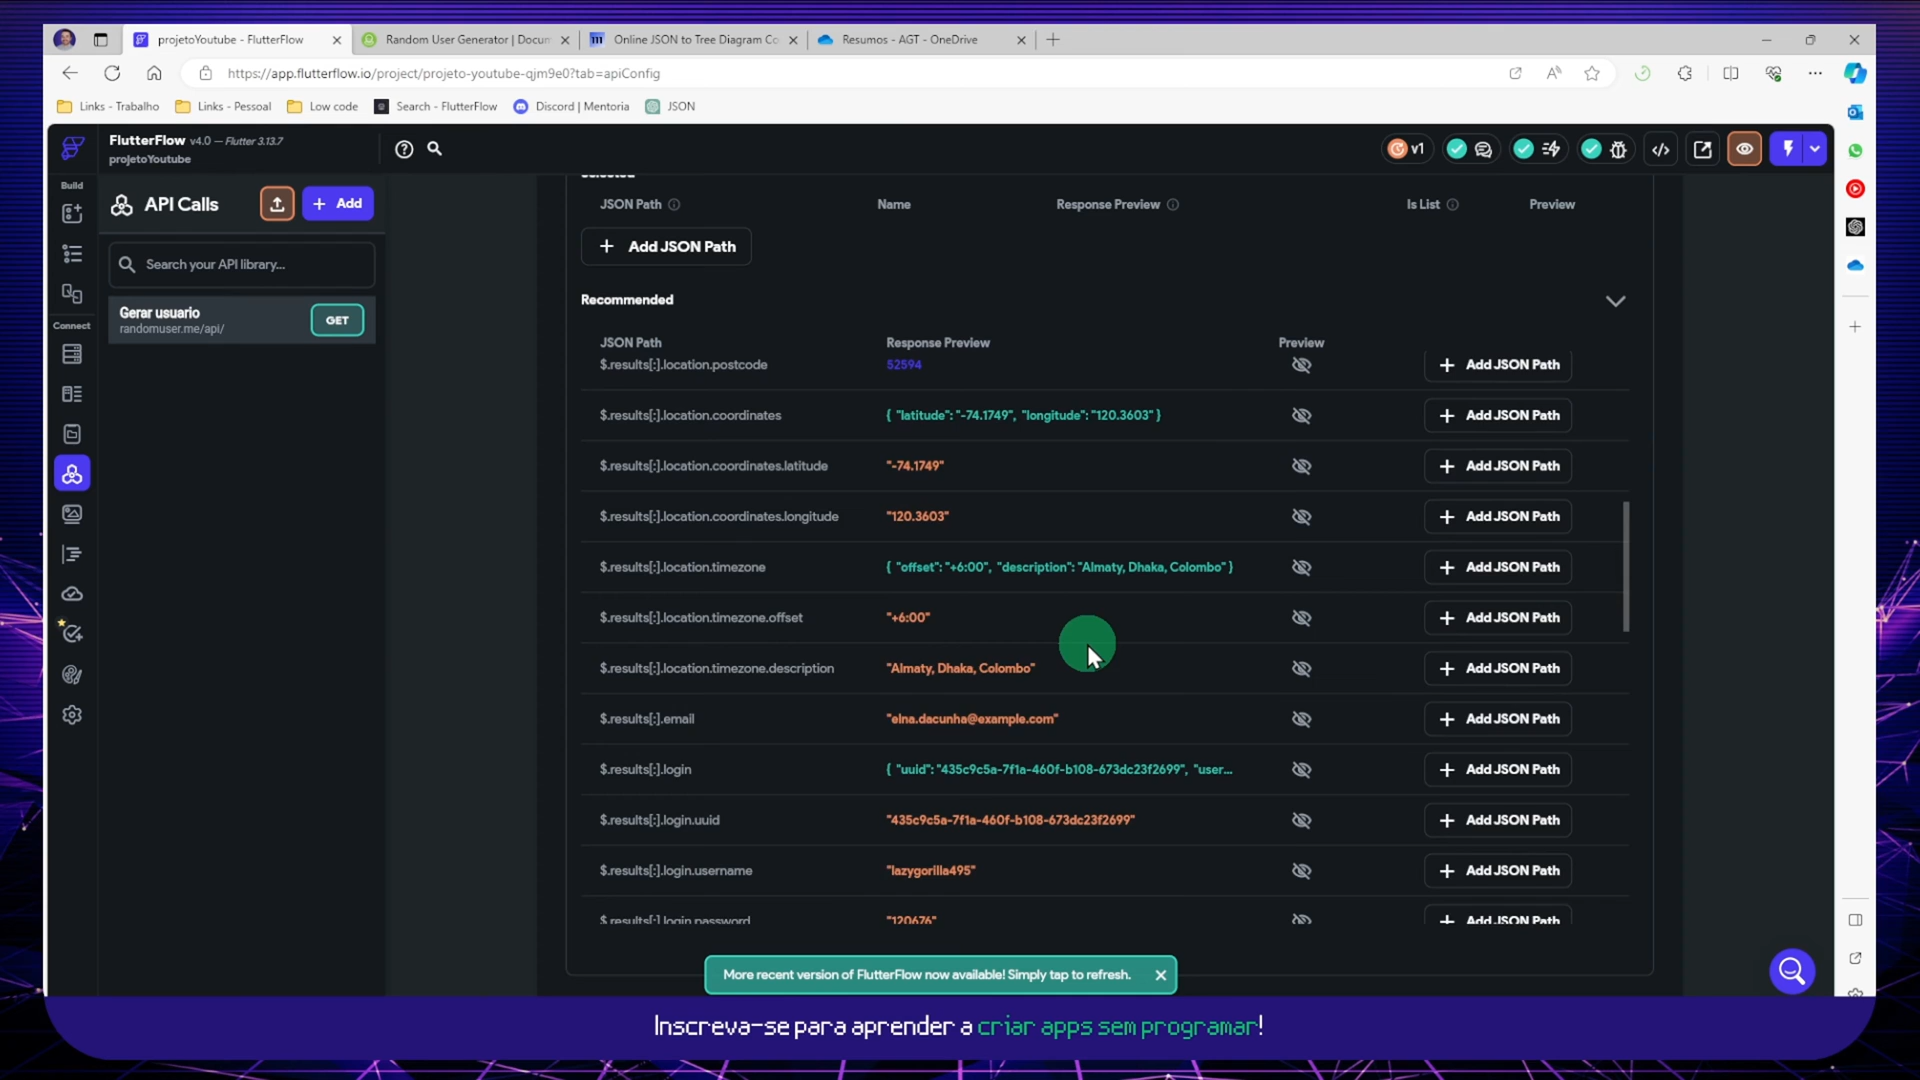 projetoYoutube - FlutterFlow
Random User Generator | Docum
Online JSON to Tree Diagram Co
Resumos - AGT - OneDrive
https://app.flutterflow.io/project/projeto-youtube-qjm9e0?tab=apiConfig
Links - Trabalho
Links - Pessoal
Low code
Search - FlutterFlow
Discord | Mentoria
JSON
FlutterFlow v4.0 — Flutter 3.13.7
projetoYoutube
v1
Build
Connect
API Calls
+ Add
Search your API library...
Gerar usuario
randomuser.me/api/
GET
Selected
JSON Path Name Response Preview Is List Preview
+ Add JSON Path
Recommended
JSON Path Response Preview Preview
$.results[:].location.postcode 52594 + Add JSON Path
$.results[:].location.coordinates { "latitude": "-74.1749", "longitude": "120.3603" } + Add JSON Path
$.results[:].location.coordinates.latitude "-74.1749" + Add JSON Path
$.results[:].location.coordinates.longitude "120.3603" + Add JSON Path
$.results[:].location.timezone { "offset": "+6:00", "description": "Almaty, Dhaka, Colombo" } + Add JSON Path
$.results[:].location.timezone.offset "+6:00" + Add JSON Path
$.results[:].location.timezone.description "Almaty, Dhaka, Colombo" + Add JSON Path
$.results[:].email "elna.dacunha@example.com" + Add JSON Path
$.results[:].login { "uuid": "435c9c5a-7f1a-460f-b108-673dc23f2699", "user... + Add JSON Path
$.results[:].login.uuid "435c9c5a-7f1a-460f-b108-673dc23f2699" + Add JSON Path
$.results[:].login.username "lazygorilla495" + Add JSON Path
$.results[:].login.password "120676" + Add JSON Path
More recent version of FlutterFlow now available! Simply tap to refresh.
Inscreva-se para aprender a criar apps sem programar!